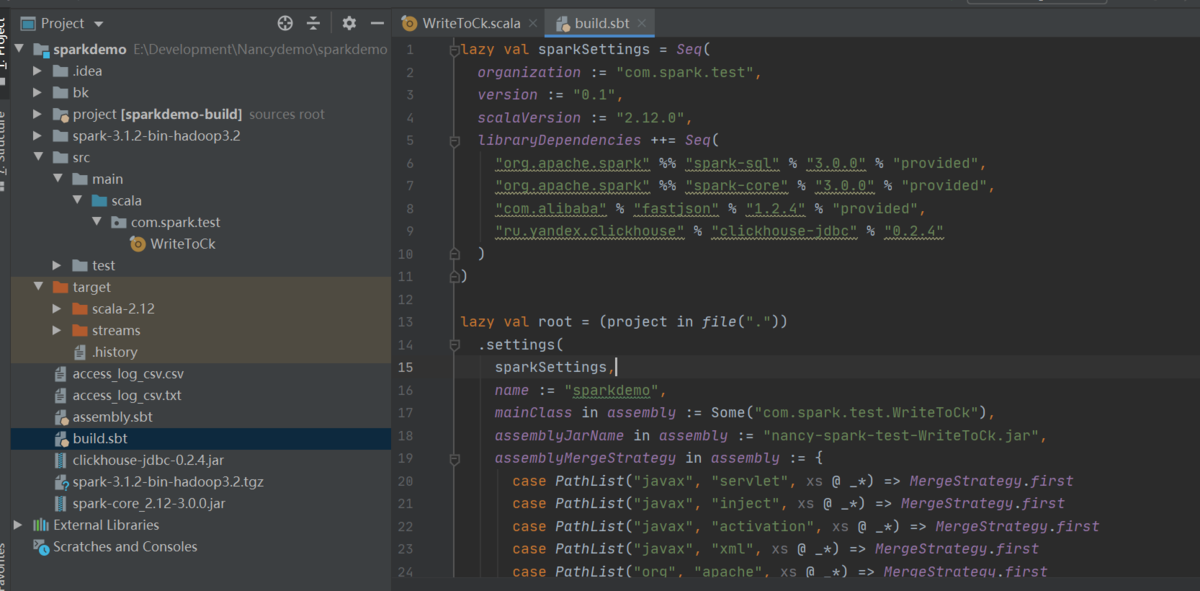 Project
sparkdemo E:\Development\Nancydemo\sparkdemo
.idea
bk
project [sparkdemo-build] sources root
spark-3.1.2-bin-hadoop3.2
src
main
scala
com.spark.test
WriteToCk
test
target
scala-2.12
streams
.history
access_log_csv.csv
access_log_csv.txt
assembly.sbt
build.sbt
clickhouse-jdbc-0.2.4.jar
spark-3.1.2-bin-hadoop3.2.tgz
spark-core_2.12-3.0.0.jar
External Libraries
Scratches and Consoles
WriteToCk.scala
build.sbt
1 lazy val sparkSettings = Seq(
2 organization := "com.spark.test",
3 version := "0.1",
4 scalaVersion := "2.12.0",
5 libraryDependencies ++= Seq(
6 "org.apache.spark" %% "spark-sql" % "3.0.0" % "provided",
7 "org.apache.spark" %% "spark-core" % "3.0.0" % "provided",
8 "com.alibaba" % "fastjson" % "1.2.4" % "provided",
9 "ru.yandex.clickhouse" % "clickhouse-jdbc" % "0.2.4"
10 )
11 )
12
13 lazy val root = (project in file("."))
14 .settings(
15 sparkSettings,
16 name := "sparkdemo",
17 mainClass in assembly := Some("com.spark.test.WriteToCk"),
18 assemblyJarName in assembly := "nancy-spark-test-WriteToCk.jar",
19 assemblyMergeStrategy in assembly := {
20 case PathList("javax", "servlet", xs @ _*) => MergeStrategy.first
21 case PathList("javax", "inject", xs @ _*) => MergeStrategy.first
22 case PathList("javax", "activation", xs @ _*) => MergeStrategy.first
23 case PathList("javax", "xml", xs @ _*) => MergeStrategy.first
24 case PathList("org", "apache", xs @ _*) => MergeStrategy.first